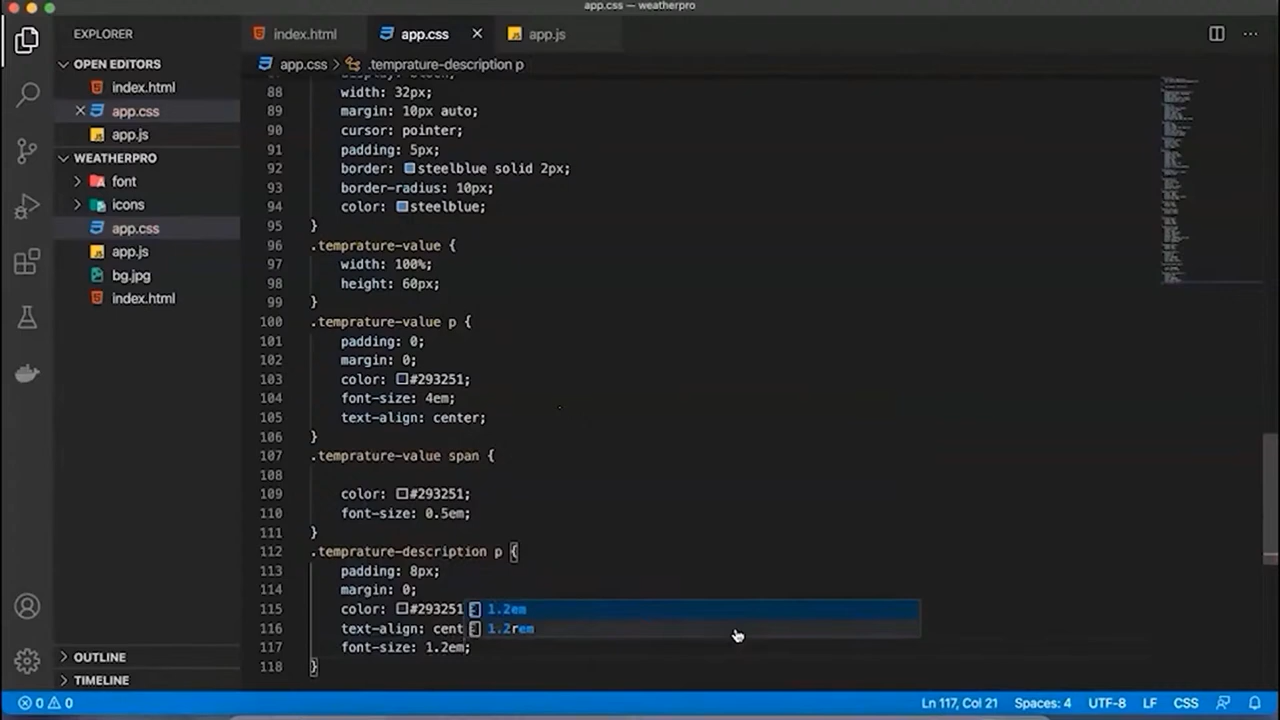 app.css — weatherpro
EXPLORER
index.html
app.css
app.js
OPEN EDITORS
app.css > .temprature-description p
index.html
app.css
app.js
WEATHERPRO
font
icons
app.css
app.js
bg.jpg
index.html
88 width: 32px;
89 margin: 10px auto;
90 cursor: pointer;
91 padding: 5px;
92 border: steelblue solid 2px;
93 border-radius: 10px;
94 color: steelblue;
95 }
96 .temprature-value {
97 width: 100%;
98 height: 60px;
99 }
100 .temprature-value p {
101 padding: 0;
102 margin: 0;
103 color: #293251;
104 font-size: 4em;
105 text-align: center;
106 }
107 .temprature-value span {
108
109 color: #293251;
110 font-size: 0.5em;
111 }
112 .temprature-description p {
113 padding: 8px;
114 margin: 0;
115 color: #293251 1.2em
116 text-align: cent 1.2rem
117 font-size: 1.2em;
118 }
OUTLINE
TIMELINE
0 0
Ln 117, Col 21 Spaces: 4 UTF-8 LF CSS